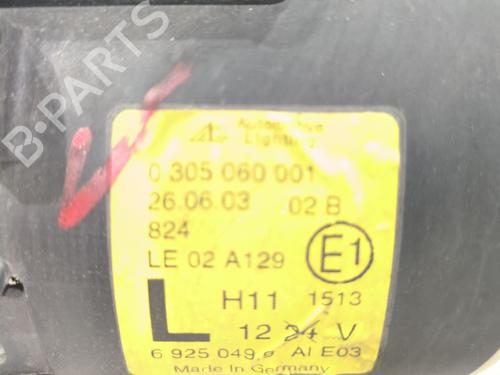 B-PARTS
Automotive
Lighting
0 305 060 001
26.06.03 02 B
824
LE 02 A129
E1
L
H11 1513
12 24 V
6 925 049.9 Al E03
Made In Germany